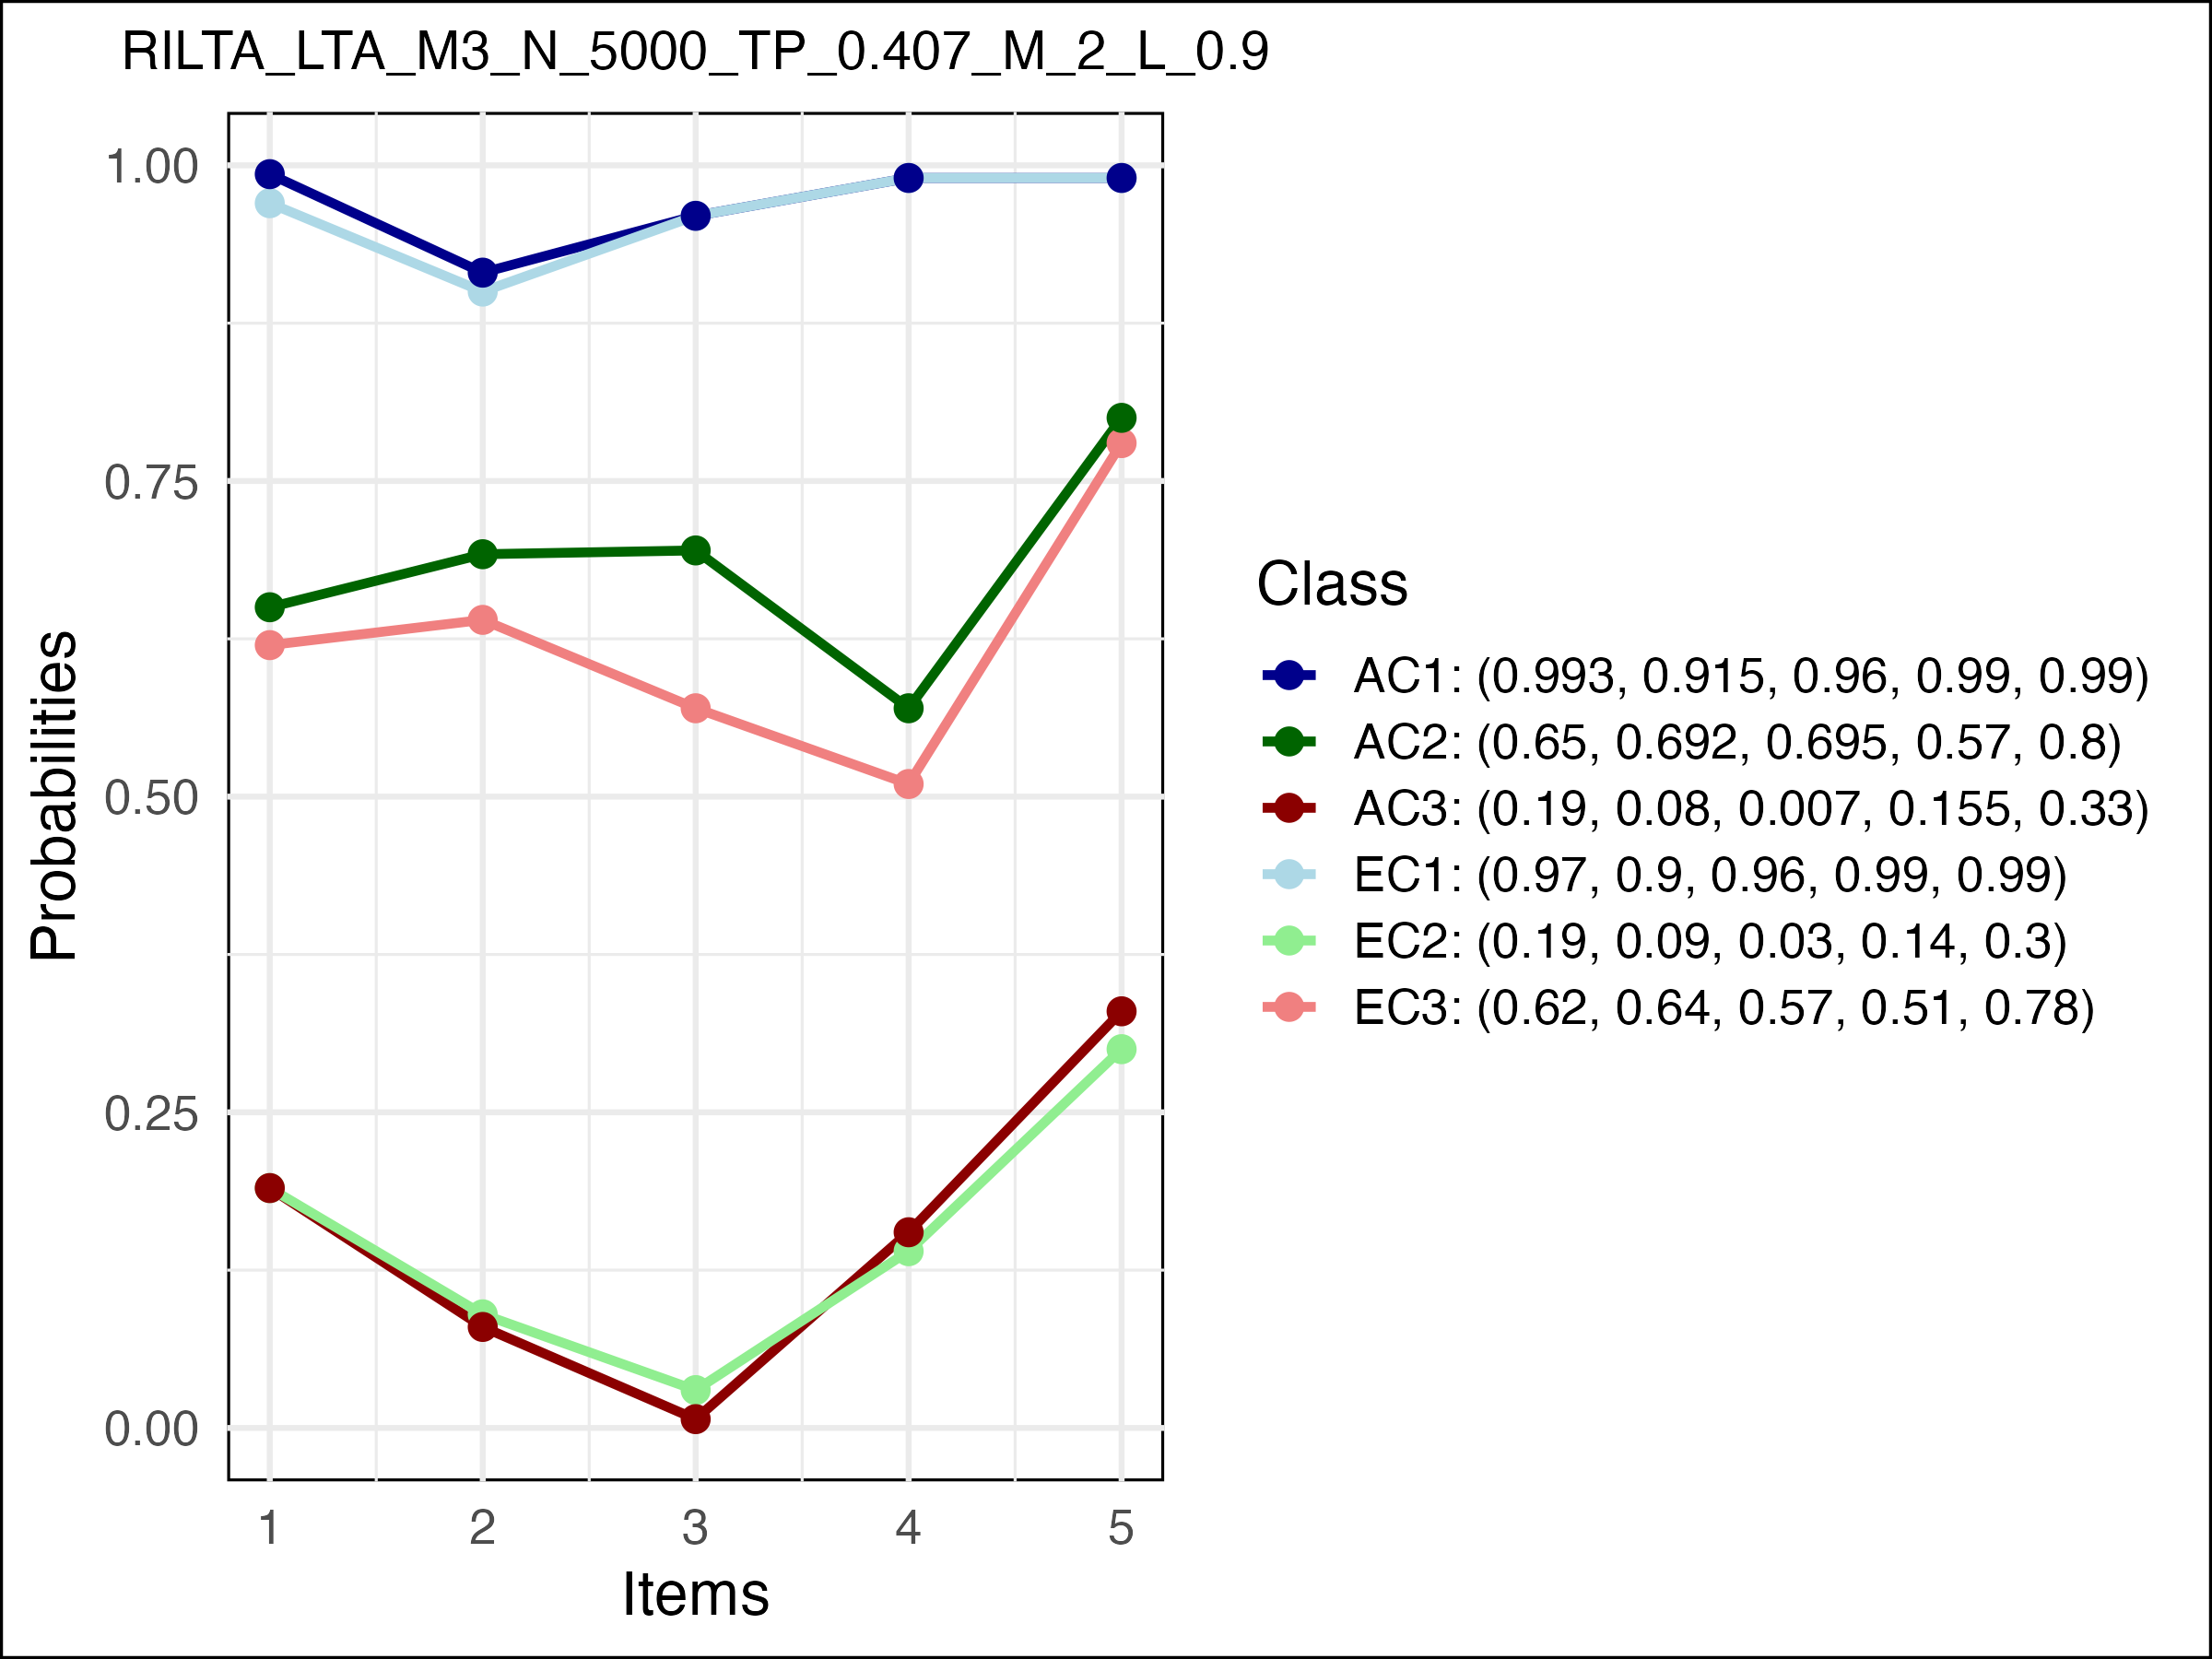 RILTA_LTA_M3_N_5000_TP_0.407_M_2_L_0.9
1.00
0.75
0.50
0.25
0.00
Probabilities
1 2 3 4 5
Items
Class
AC1: (0.993, 0.915, 0.96, 0.99, 0.99)
AC2: (0.65, 0.692, 0.695, 0.57, 0.8)
AC3: (0.19, 0.08, 0.007, 0.155, 0.33)
EC1: (0.97, 0.9, 0.96, 0.99, 0.99)
EC2: (0.19, 0.09, 0.03, 0.14, 0.3)
EC3: (0.62, 0.64, 0.57, 0.51, 0.78)